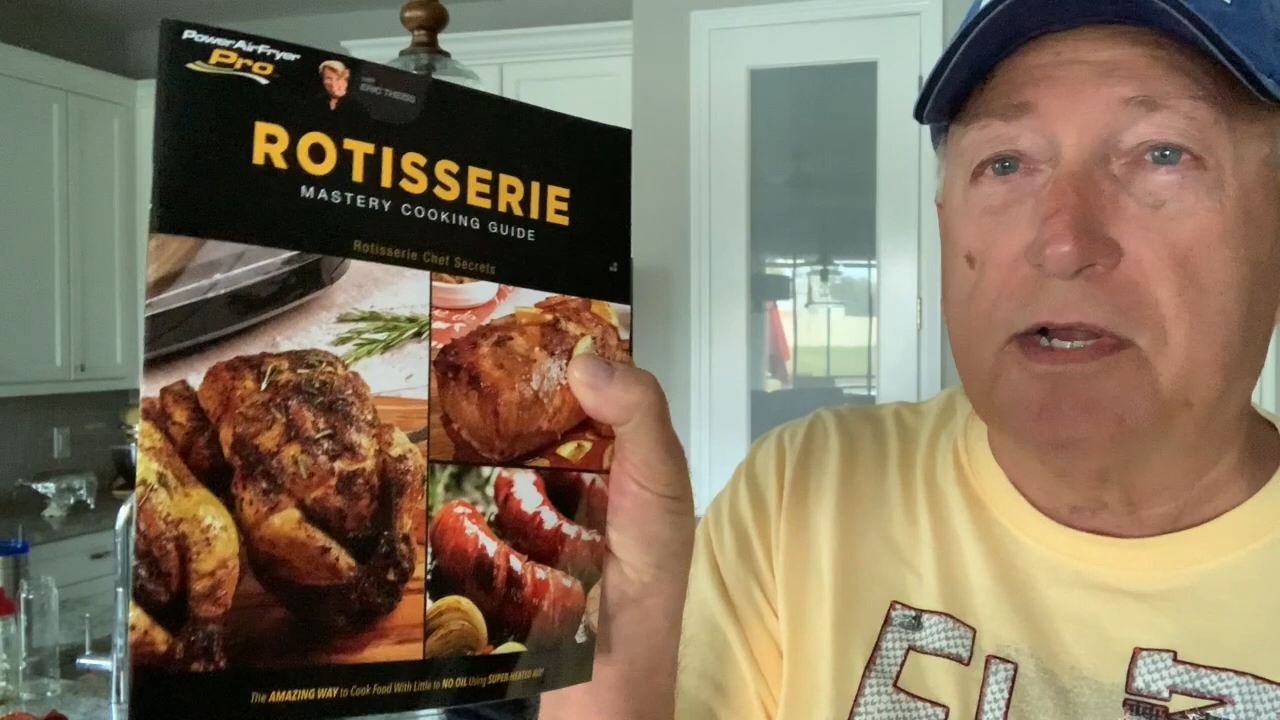 PowerAirFryer
Pro
WITH
ERIC THEISS
ROTISSERIE
MASTERY COOKING GUIDE
Rotisserie Chef Secrets
The AMAZING WAY to Cook Food With Little to NO OIL Using SUPER-HEATED AIR!